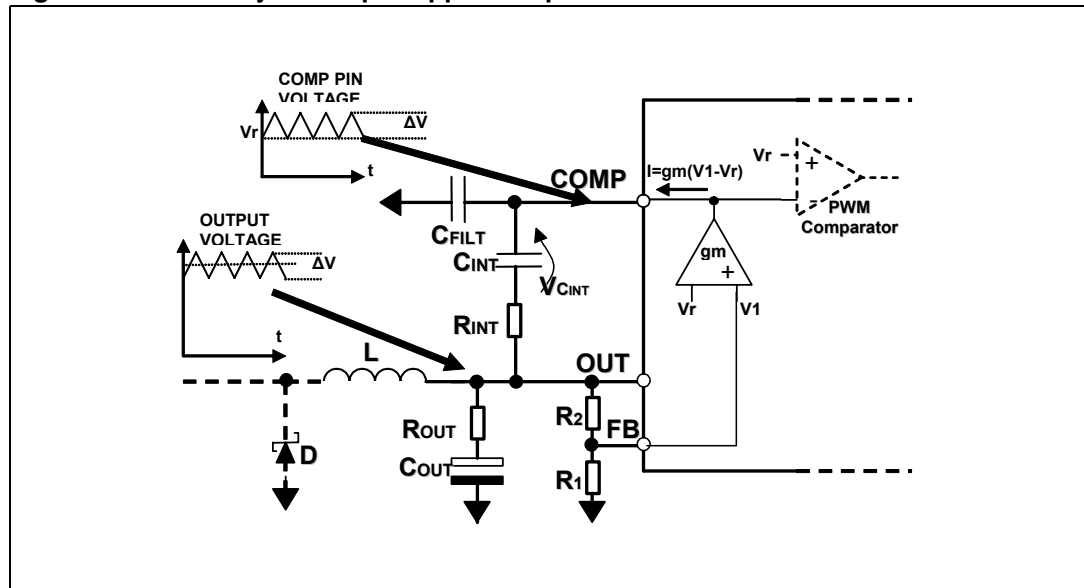 COMP PIN
VOLTAGE
Vr
ΔV
t
COMP
I=gm(V1-Vr)
Vr
+
-
PWM
Comparator
OUTPUT
VOLTAGE
ΔV
t
CFILT
CINT
VCINT
RINT
gm
+
Vr
V1
L
OUT
R2
FB
ROUT
COUT
D
R1